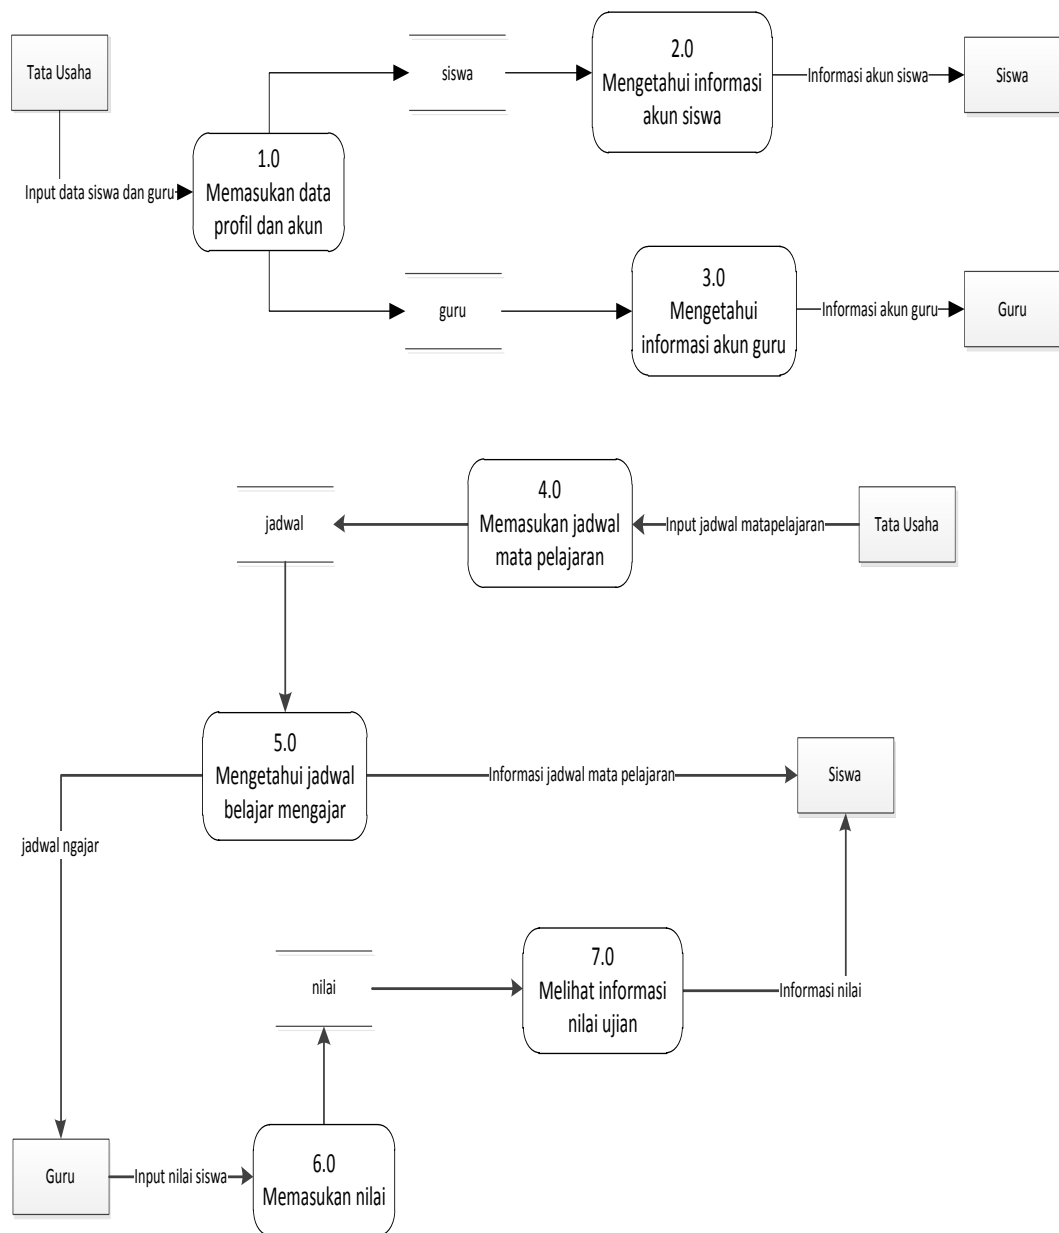 Tata Usaha
siswa
2.0
Mengetahui informasi
akun siswa
Informasi akun siswa
Siswa
Input data siswa dan guru
1.0
Memasukan data
profil dan akun
guru
3.0
Mengetahui
informasi akun guru
Informasi akun guru
Guru
jadwal
4.0
Memasukan jadwal
mata pelajaran
Input jadwal matapelajaran
Tata Usaha
5.0
Mengetahui jadwal
belajar mengajar
Informasi jadwal mata pelajaran
Siswa
jadwal ngajar
nilai
7.0
Melihat informasi
nilai ujian
Informasi nilai
Guru
Input nilai siswa
6.0
Memasukan nilai